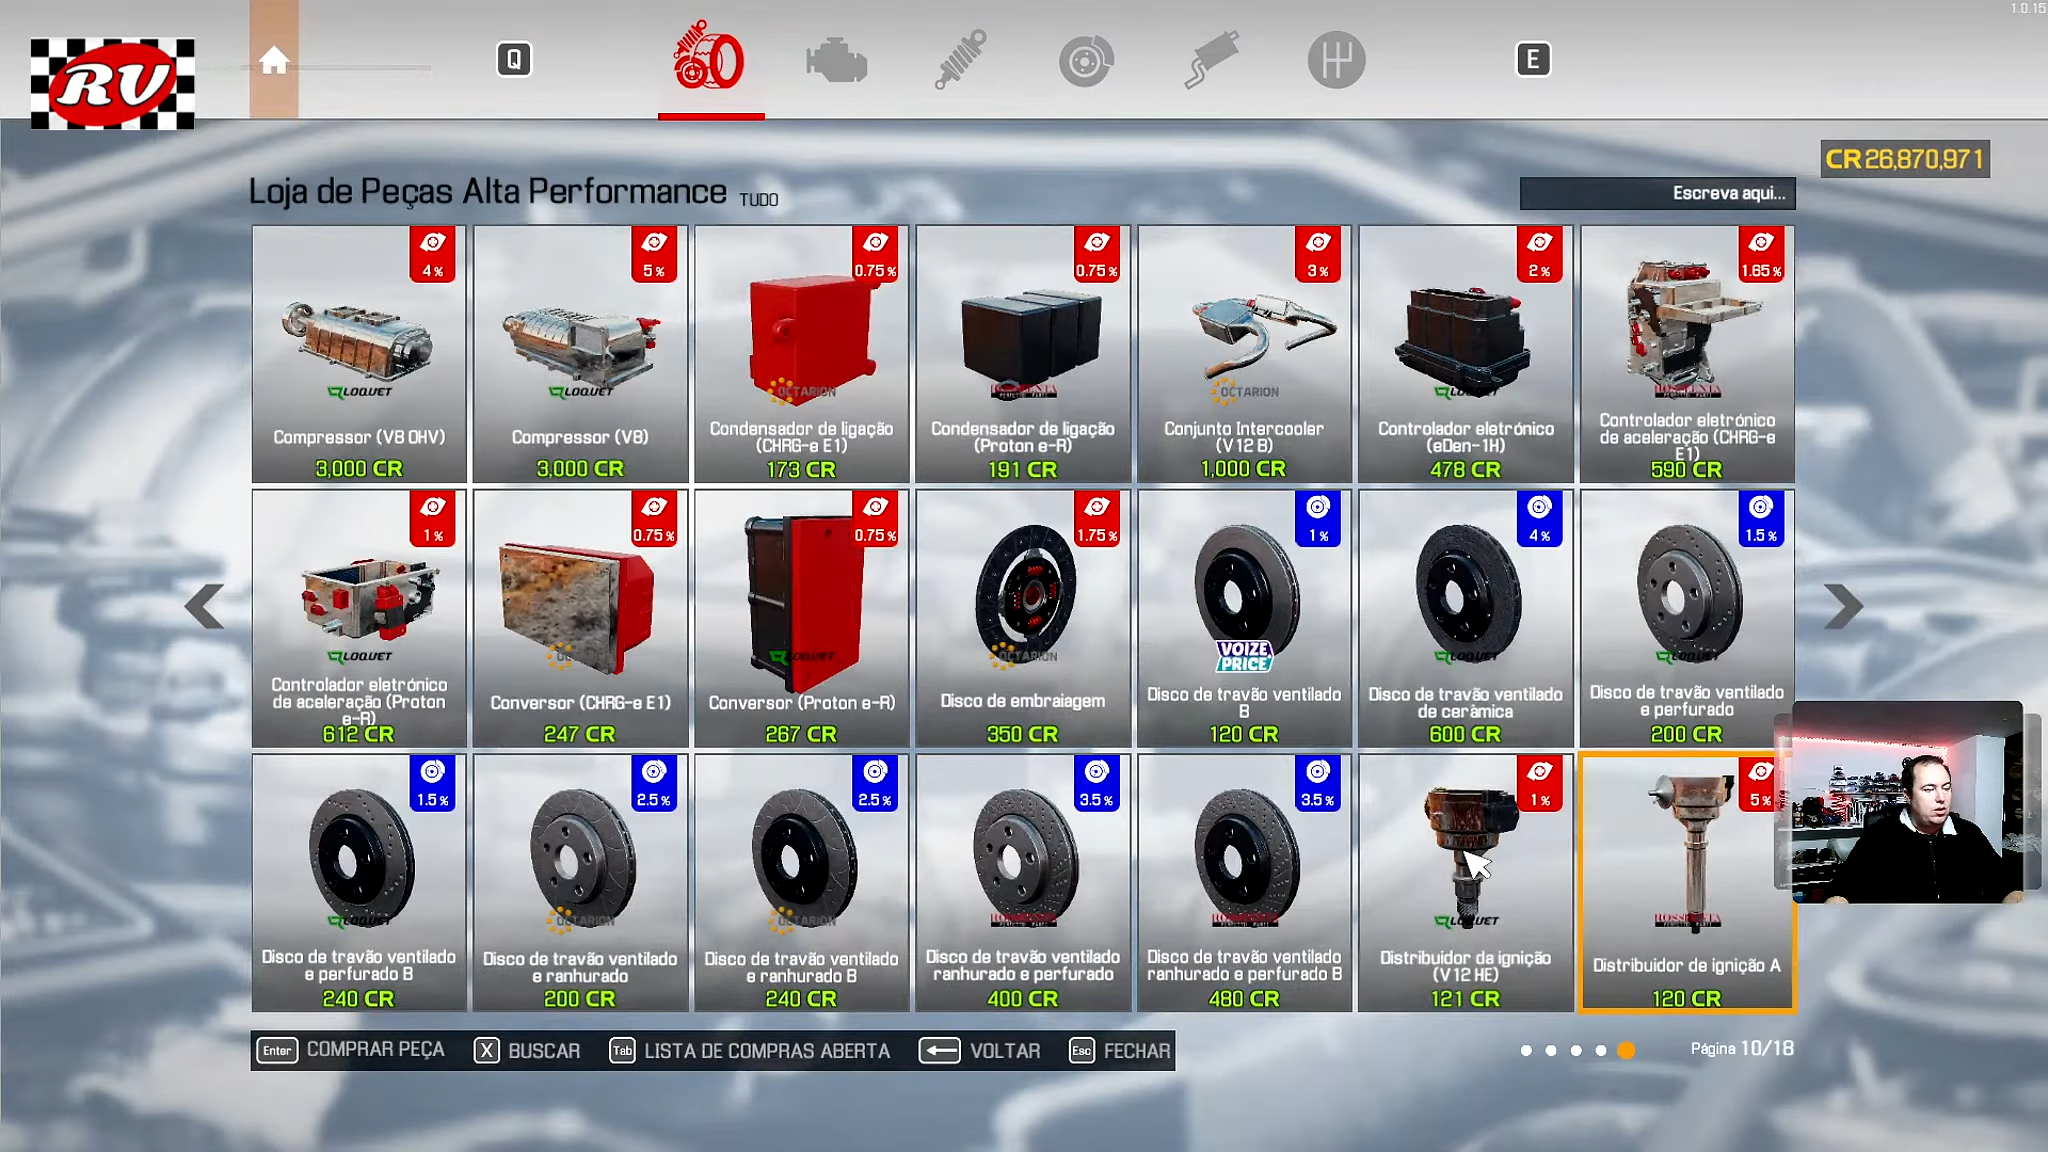 1.0.15
RV
Q
E
CR 26,870,971
Loja de Peças Alta Performance TUDO
Escreva aqui...
4 %
LOQUET
Compressor (V8 OHV)
3,000 CR
5 %
LOQUET
Compressor (V8)
3,000 CR
0.75 %
OCTARION
Condensador de ligação
(CHRG-e E1)
173 CR
0.75 %
Condensador de ligação
(Proton e-R)
191 CR
3 %
OCTARION
Conjunto Intercooler
(V12 B)
1,000 CR
2 %
LOQUET
Controlador eletrónico
(eDen-1H)
478 CR
1.65 %
Controlador eletrónico
de aceleração (CHRG-e
E1)
590 CR
1 %
LOQUET
Controlador eletrónico
de aceleração (Proton
e-R)
612 CR
0.75 %
Conversor (CHRG-e E1)
247 CR
0.75 %
LOQUET
Conversor (Proton e-R)
267 CR
1.75 %
OCTARION
Disco de embraiagem
350 CR
1 %
VOIZE
PRICE
Disco de travão ventilado
B
120 CR
4 %
LOQUET
Disco de travão ventilado
de cerâmica
600 CR
1.5 %
LOQUET
Disco de travão ventilado
e perfurado
200 CR
1.5 %
LOQUET
Disco de travão ventilado
e perfurado B
240 CR
2.5 %
OCTARION
Disco de travão ventilado
e ranhurado
200 CR
2.5 %
OCTARION
Disco de travão ventilado
e ranhurado B
240 CR
3.5 %
Disco de travão ventilado
ranhurado e perfurado
400 CR
3.5 %
Disco de travão ventilado
ranhurado e perfurado B
480 CR
1 %
LOQUET
Distribuidor da ignição
(V12 HE)
121 CR
5 %
Distribuidor de ignição A
120 CR
Enter COMPRAR PEÇA X BUSCAR Tab LISTA DE COMPRAS ABERTA VOLTAR Esc FECHAR
Página 10/18